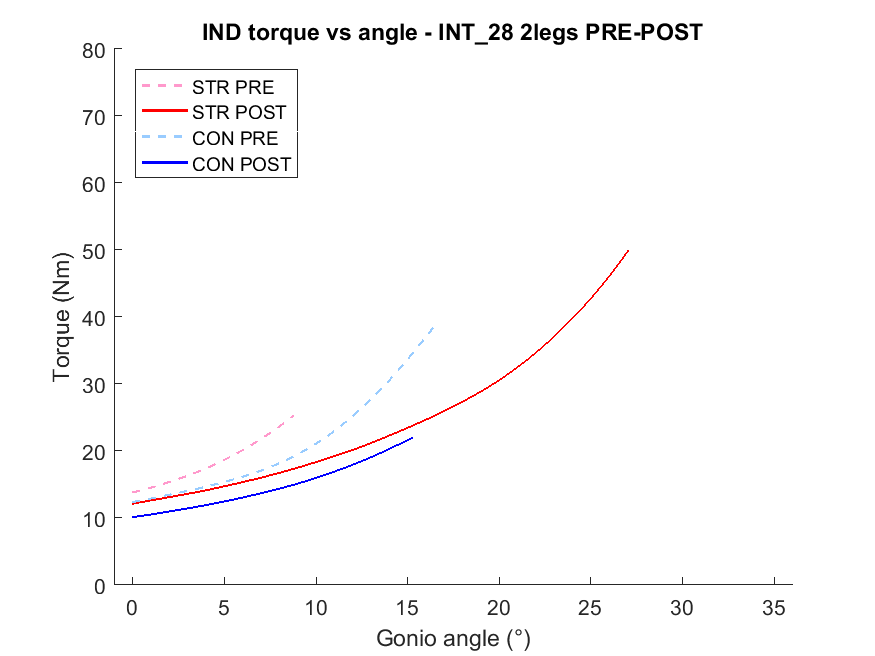 IND torque vs angle - INT_28 2legs PRE-POST
80
70
60
50
40
30
20
10
0
Torque (Nm)
STR PRE
STR POST
CON PRE
CON POST
0 5 10 15 20 25 30 35
Gonio angle (°)